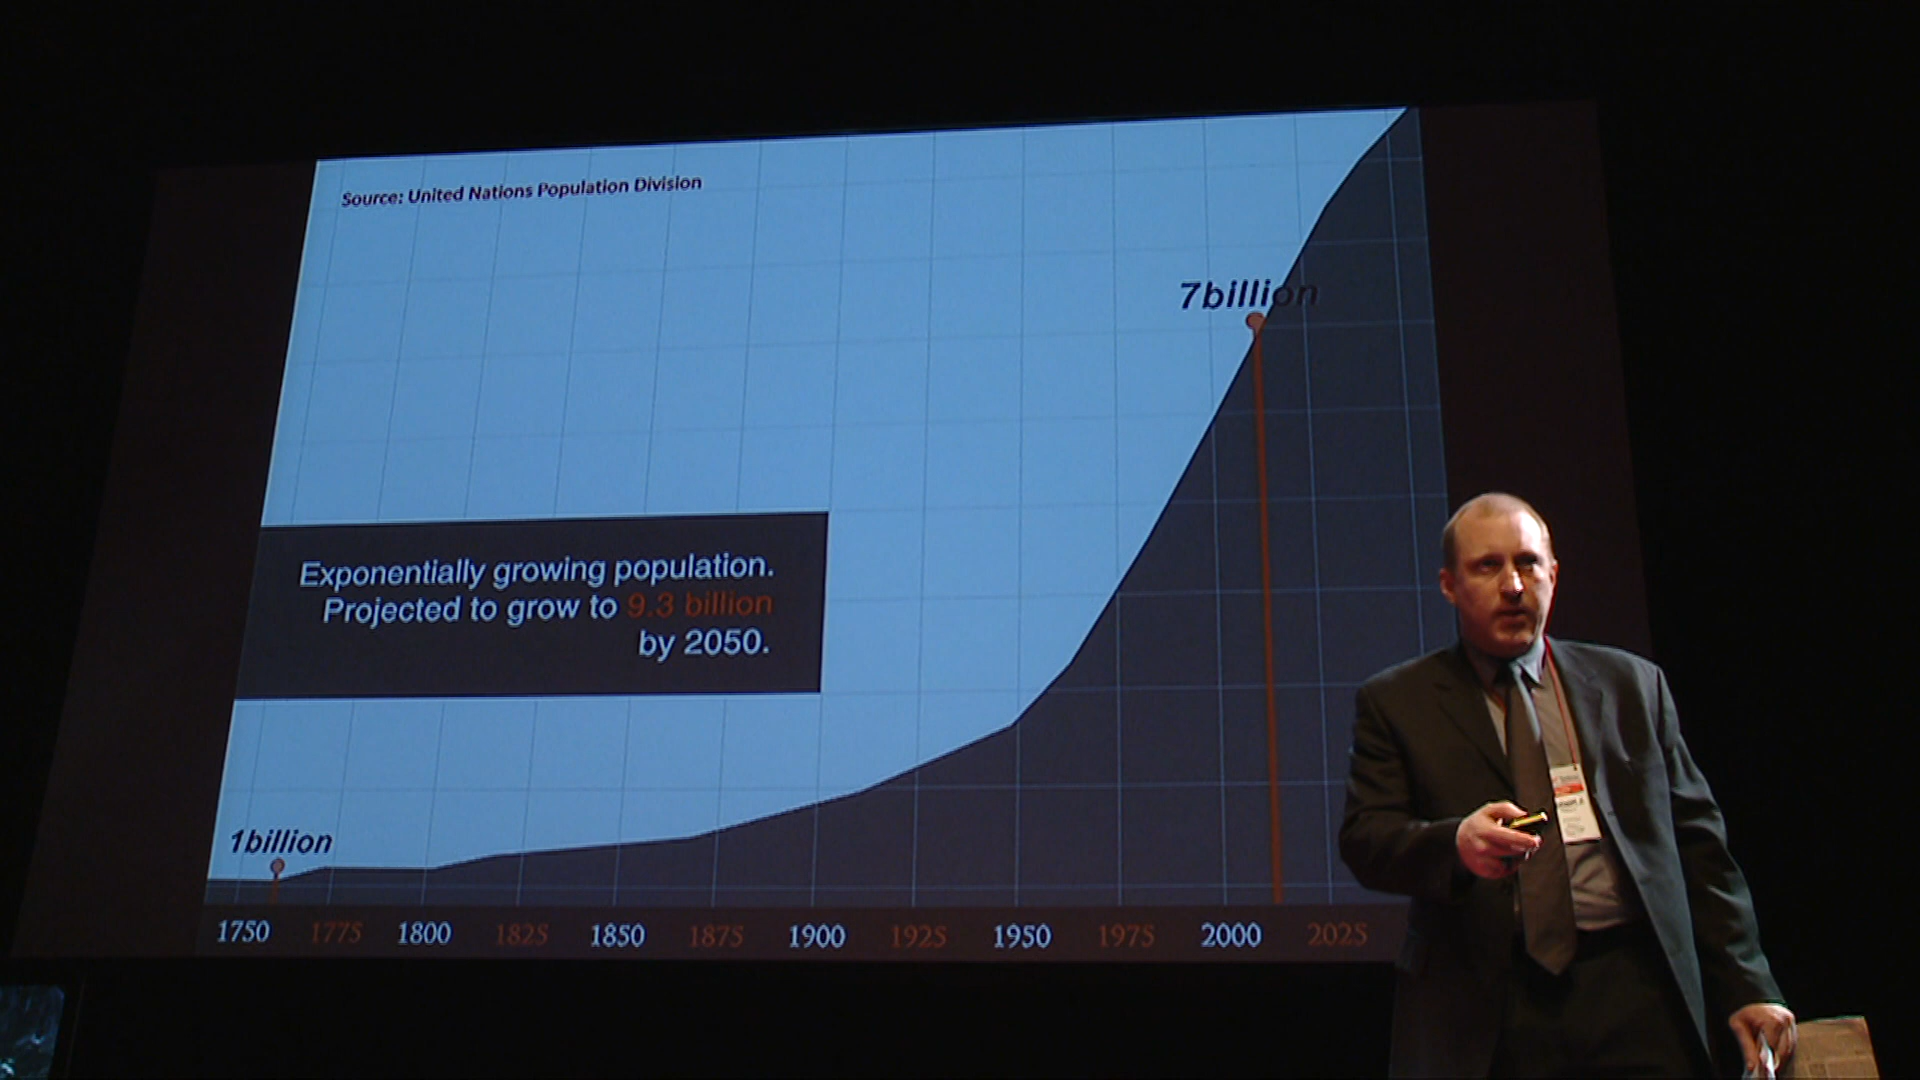 Source: United Nations Population Division
7billion
Exponentially growing population.
Projected to grow to 9.3 billion
by 2050.
1billion
1750 1775 1800 1825 1850 1875 1900 1925 1950 1975 2000 2025